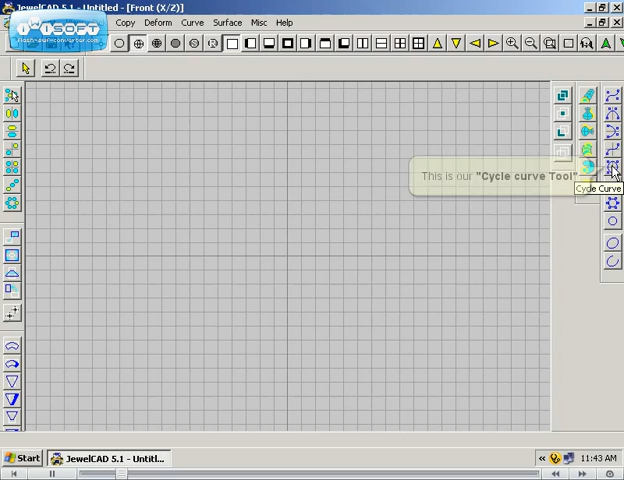 JewelCAD 5.1 - Untitled - [Front (X/Z)]
iWiSOFT
Copy Deform Curve Surface Misc Help
This is our "Cycle curve Tool"
Cycle Curve
Start
JewelCAD 5.1 - Untitl...
11:43 AM